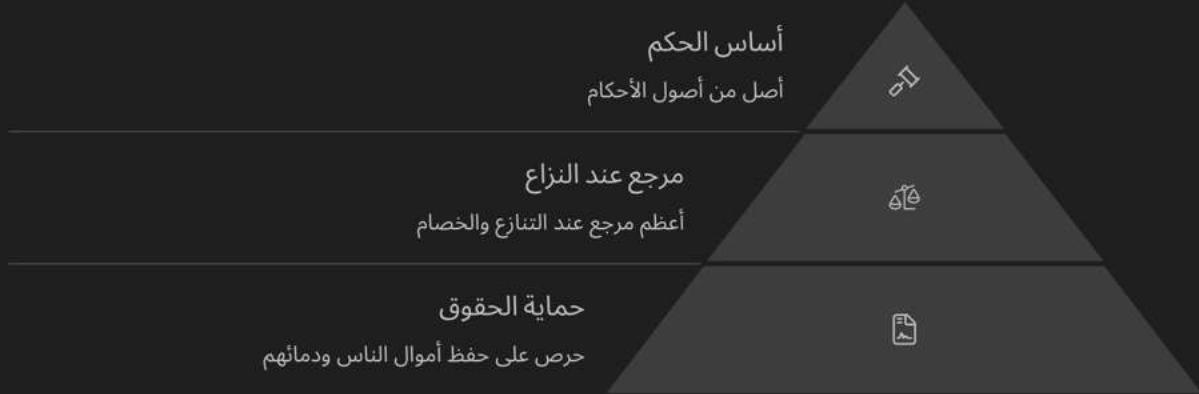 أساس الحكم
أصل من أصول الأحكام
مرجع عند النزاع
أعظم مرجع عند التنازع والخصام
حماية الحقوق
حرص على حفظ أموال الناس ودمائهم